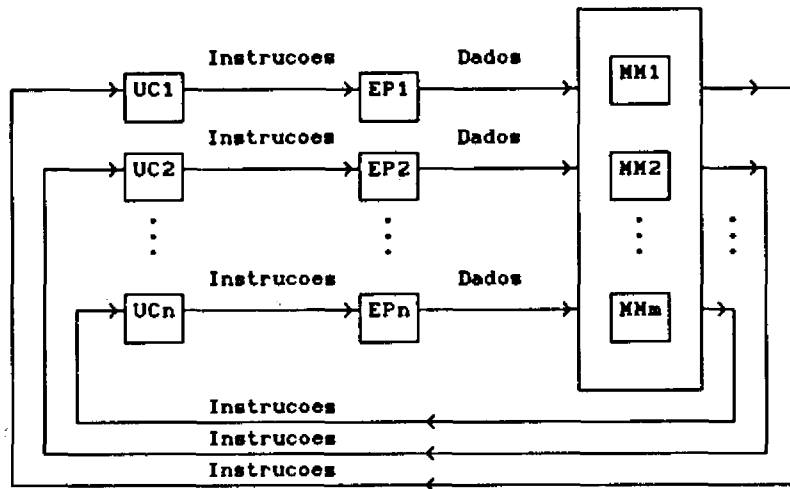 Instrucoes Dados
UC1 EP1 MM1
Instrucoes Dados
UC2 EP2 MM2
Instrucoes Dados
UCn EPn MMm
Instrucoes
Instrucoes
Instrucoes